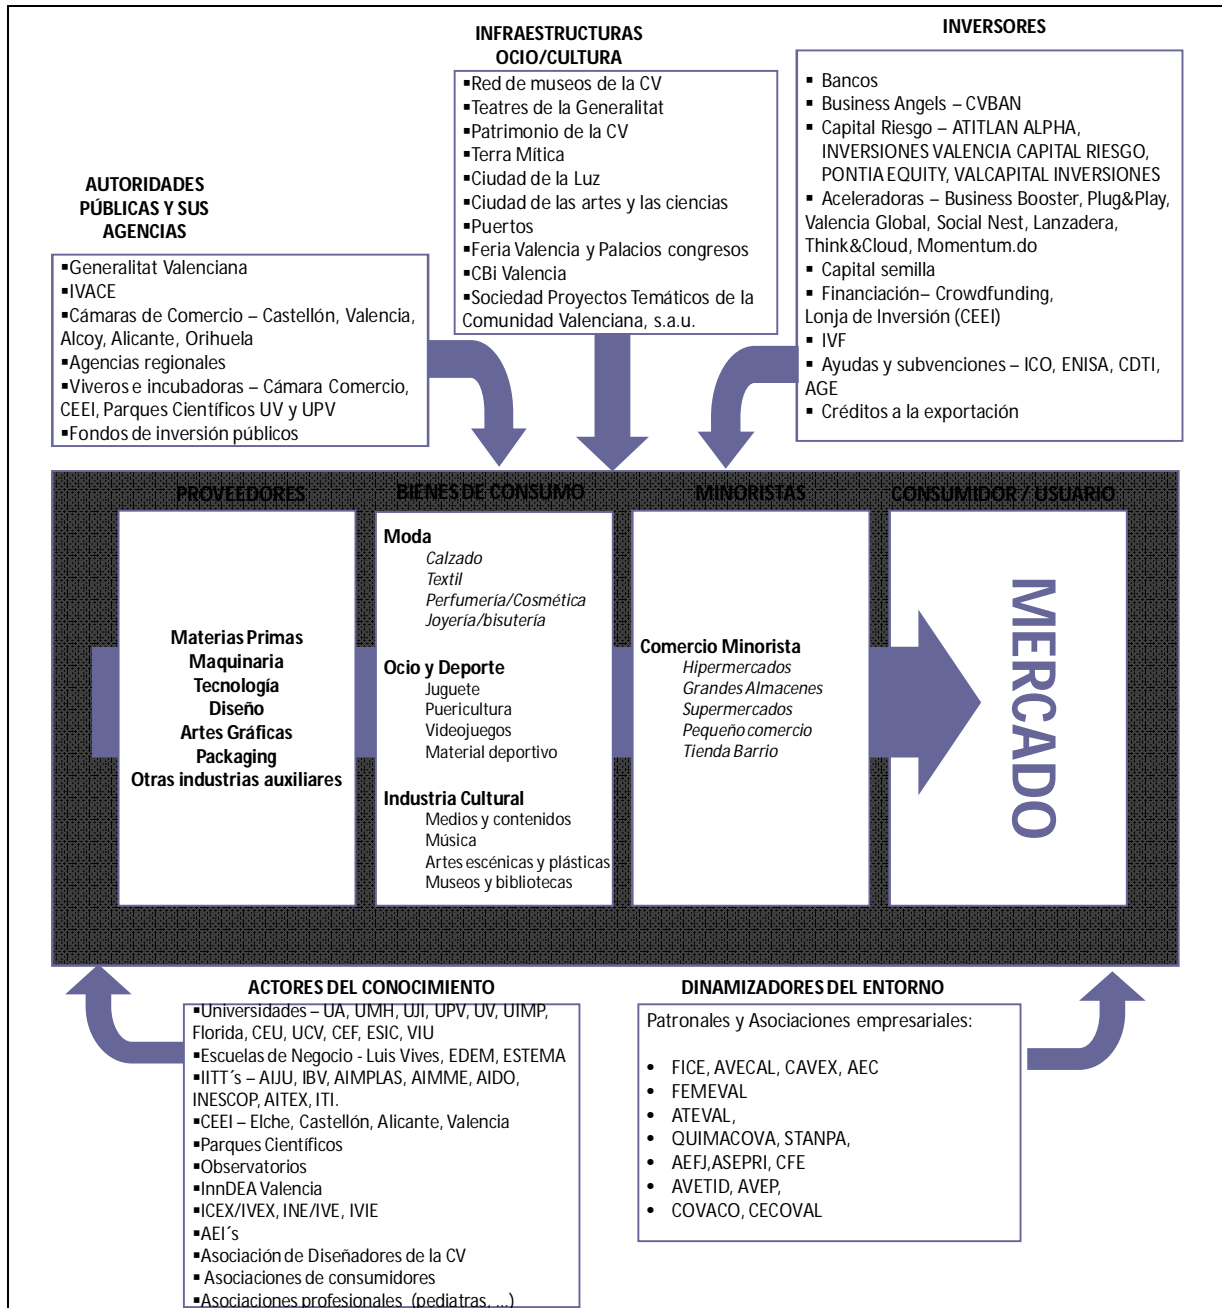 INFRAESTRUCTURAS
OCIO/CULTURA
▪Red de museos de la CV
▪Teatres de la Generalitat
▪Patrimonio de la CV
▪Terra Mítica
▪Ciudad de la Luz
▪Ciudad de las artes y las ciencias
▪Puertos
▪Feria Valencia y Palacios congresos
▪CBi Valencia
▪Sociedad Proyectos Temáticos de la
Comunidad Valenciana, s.a.u.
INVERSORES
▪ Bancos
▪ Business Angels – CVBAN
▪ Capital Riesgo – ATITLAN ALPHA,
INVERSIONES VALENCIA CAPITAL RIESGO,
PONTIA EQUITY, VALCAPITAL INVERSIONES
▪ Aceleradoras – Business Booster, Plug&Play,
Valencia Global, Social Nest, Lanzadera,
Think&Cloud, Momentum.do
▪ Capital semilla
▪ Financiación– Crowdfunding,
Lonja de Inversión (CEEI)
▪ IVF
▪ Ayudas y subvenciones – ICO, ENISA, CDTI,
AGE
▪ Créditos a la exportación
AUTORIDADES
PÚBLICAS Y SUS
AGENCIAS
▪Generalitat Valenciana
▪IVACE
▪Cámaras de Comercio – Castellón, Valencia,
Alcoy, Alicante, Orihuela
▪Agencias regionales
▪Viveros e incubadoras – Cámara Comercio,
CEEI, Parques Científicos UV y UPV
▪Fondos de inversión públicos
PROVEEDORES
Materias Primas
Maquinaria
Tecnología
Diseño
Artes Gráficas
Packaging
Otras industrias auxiliares
BIENES DE CONSUMO
Moda
Calzado
Textil
Perfumería/Cosmética
Joyería/bisutería
Ocio y Deporte
Juguete
Puericultura
Videojuegos
Material deportivo
Industria Cultural
Medios y contenidos
Música
Artes escénicas y plásticas
Museos y bibliotecas
MINORISTAS
Comercio Minorista
Hipermercados
Grandes Almacenes
Supermercados
Pequeño comercio
Tienda Barrio
CONSUMIDOR / USUARIO
MERCADO
ACTORES DEL CONOCIMIENTO
▪Universidades – UA, UMH, UJI, UPV, UV, UIMP,
Florida, CEU, UCV, CEF, ESIC, VIU
▪Escuelas de Negocio - Luis Vives, EDEM, ESTEMA
▪IITT´s – AIJU, IBV, AIMPLAS, AIMME, AIDO,
INESCOP, AITEX, ITI.
▪CEEI – Elche, Castellón, Alicante, Valencia
▪Parques Científicos
▪Observatorios
▪InnDEA Valencia
▪ICEX/IVEX, INE/IVE, IVIE
▪AEI´s
▪Asociación de Diseñadores de la CV
▪ Asociaciones de consumidores
▪Asociaciones profesionales (pediatras, ...)
DINAMIZADORES DEL ENTORNO
Patronales y Asociaciones empresariales:
• FICE, AVECAL, CAVEX, AEC
• FEMEVAL
• ATEVAL,
• QUIMACOVA, STANPA,
• AEFJ,ASEPRI, CFE
• AVETID, AVEP,
• COVACO, CECOVAL